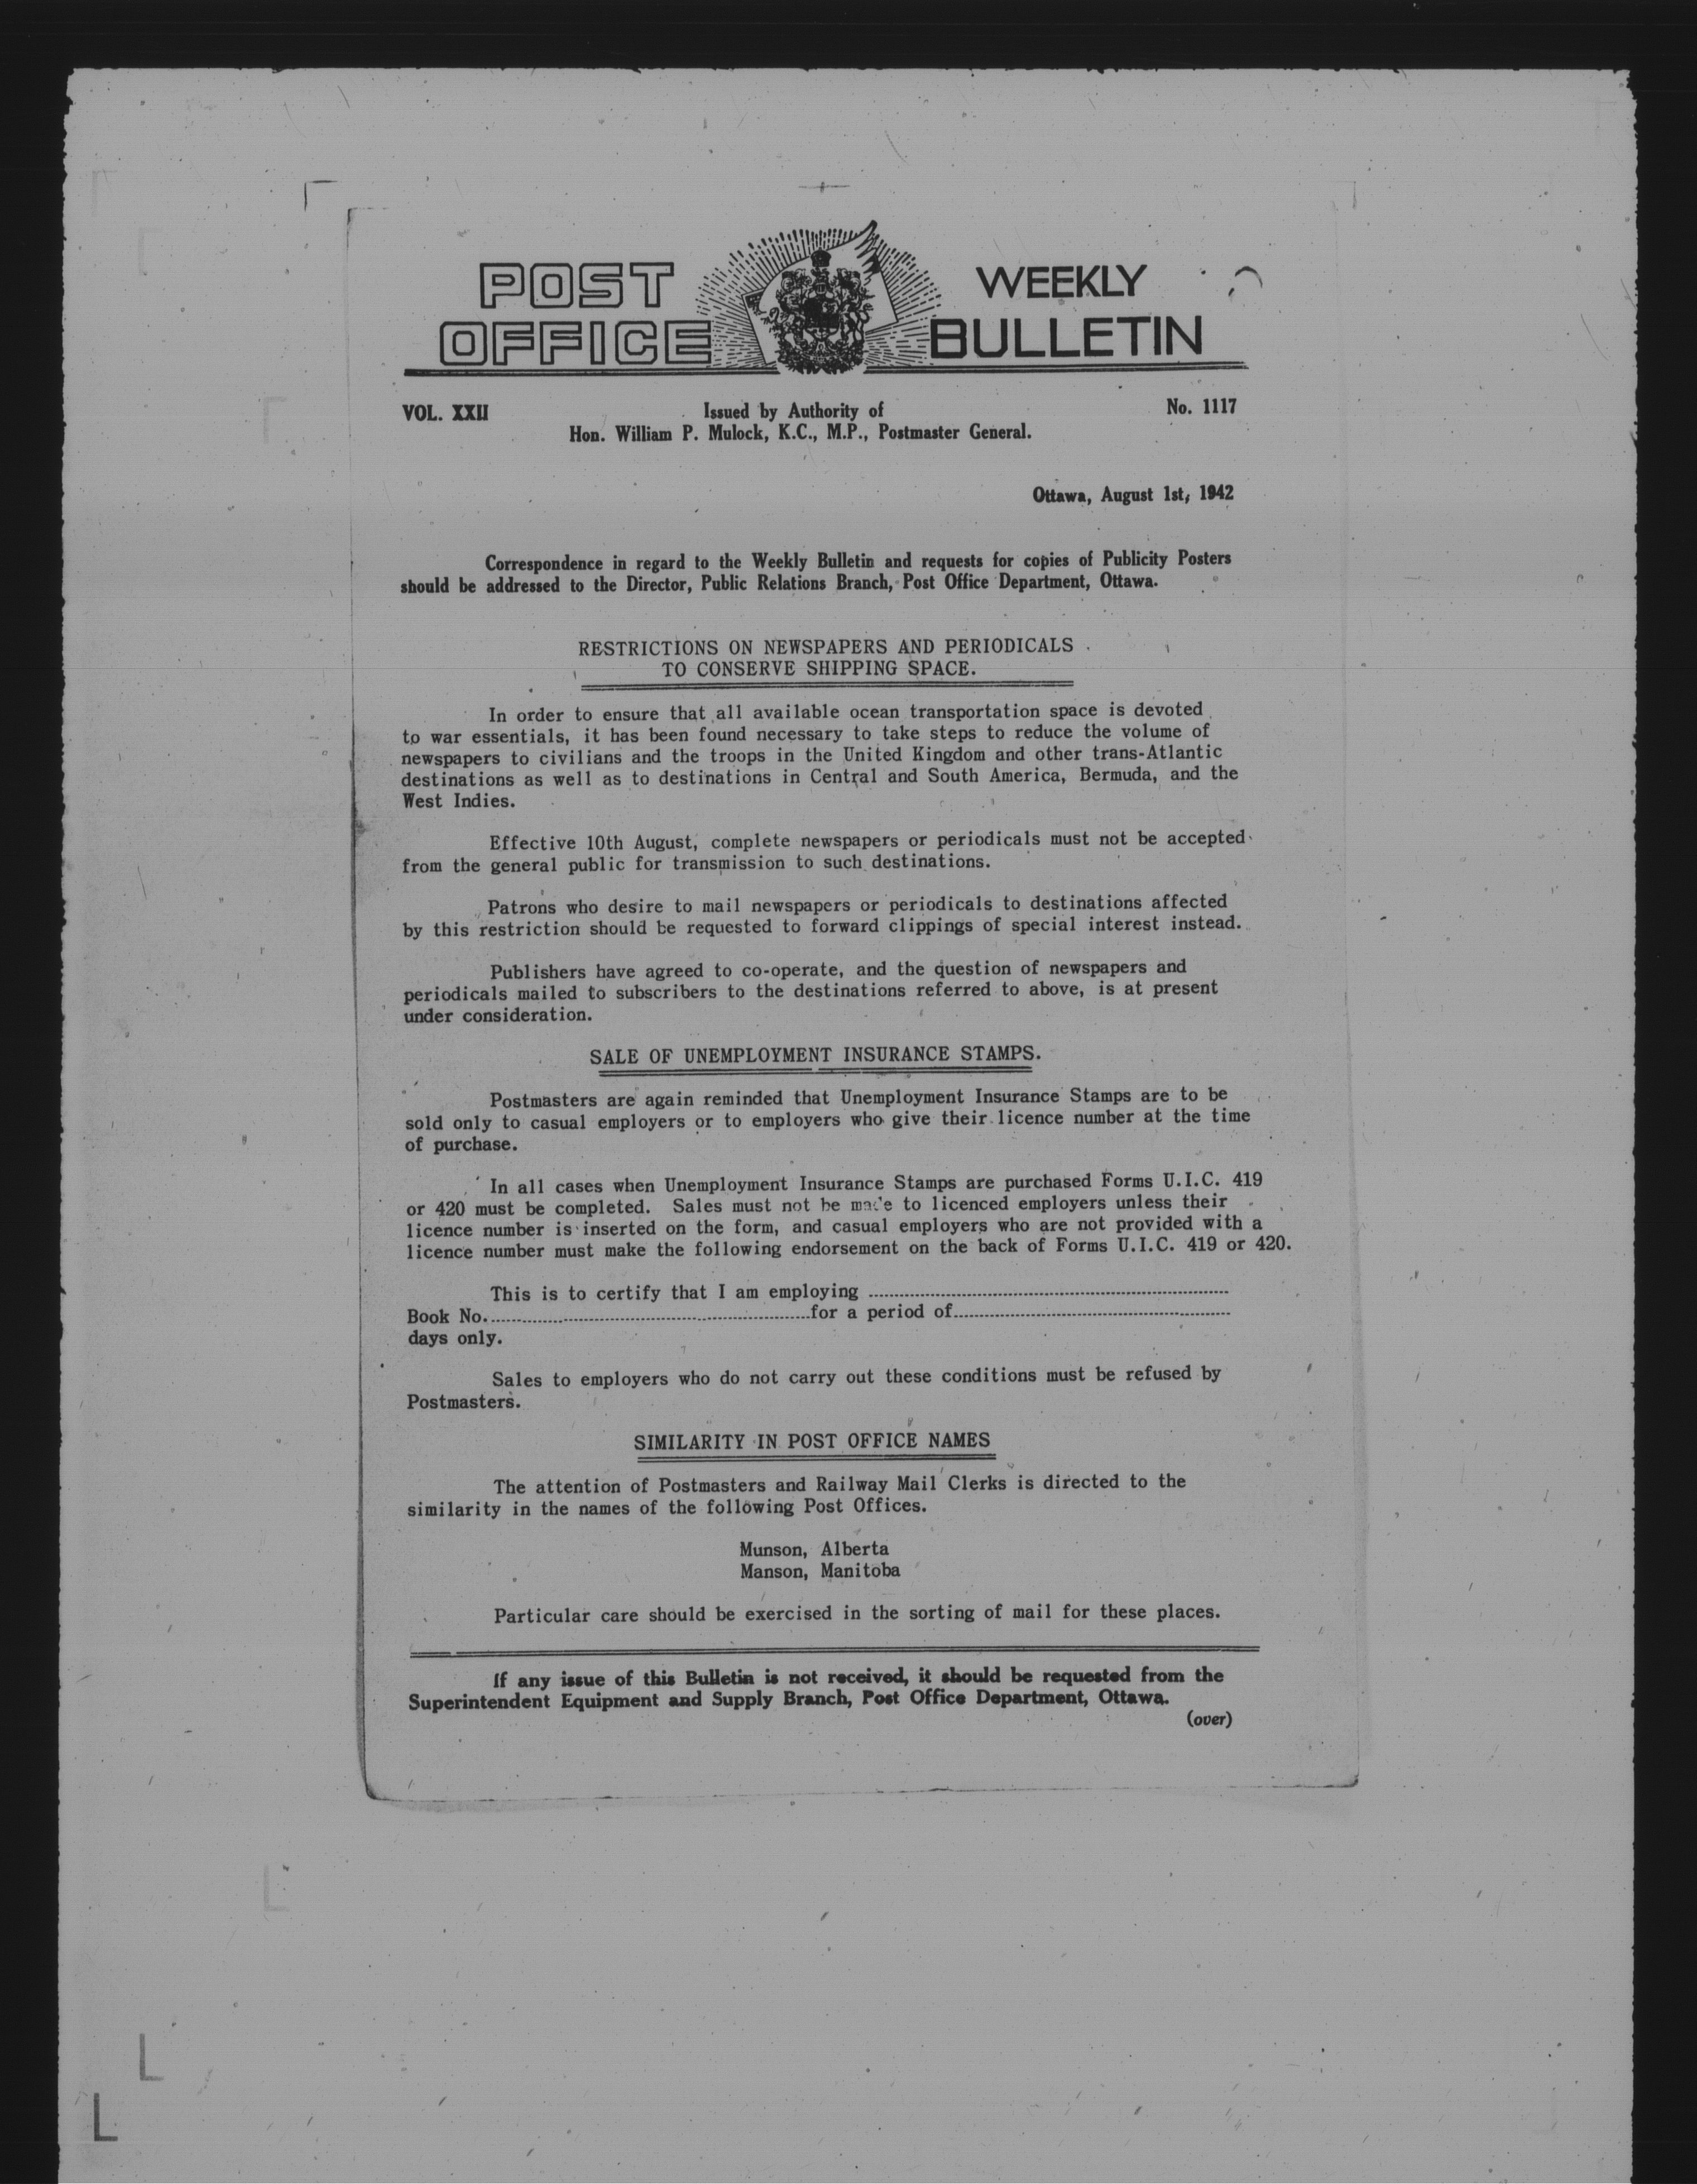 POST OFFICE
WEEKLY BULLETIN
VOL. XXII
Issued by Authority of
No. 1117
Hon. William P. Mulock, K.C., M.P., Postmaster General.
Ottawa, August 1st, 1942
Correspondence in regard to the Weekly Bulletin and requests for copies of Publicity Posters
should be addressed to the Director, Public Relations Branch, Post Office Department, Ottawa.
RESTRICTIONS ON NEWSPAPERS AND PERIODICALS
TO CONSERVE SHIPPING SPACE.
In order to ensure that all available ocean transportation space is devoted
to war essentials, it has been found necessary to take steps to reduce the volume of
newspapers to civilians and the troops in the United Kingdom and other trans-Atlantic
destinations as well as to destinations in Central and South America, Bermuda, and the
West Indies.
Effective 10th August, complete newspapers or periodicals must not be accepted
from the general public for transmission to such destinations.
Patrons who desire to mail newspapers or periodicals to destinations affected
by this restriction should be requested to forward clippings of special interest instead.
Publishers have agreed to co-operate, and the question of newspapers and
periodicals mailed to subscribers to the destinations referred to above, is at present
under consideration.
SALE OF UNEMPLOYMENT INSURANCE STAMPS.
Postmasters are again reminded that Unemployment Insurance Stamps are to be
sold only to casual employers or to employers who give their licence number at the time
of purchase.
In all cases when Unemployment Insurance Stamps are purchased Forms U.I.C. 419
or 420 must be completed. Sales must not be made to licenced employers unless their
licence number is inserted on the form, and casual employers who are not provided with a
licence number must make the following endorsement on the back of Forms U.I.C. 419 or 420.
This is to certify that I am employing ....................
Book No. .................... for a period of ....................
days only.
Sales to employers who do not carry out these conditions must be refused by
Postmasters.
SIMILARITY IN POST OFFICE NAMES
The attention of Postmasters and Railway Mail Clerks is directed to the
similarity in the names of the following Post Offices.
Munson, Alberta
Manson, Manitoba
Particular care should be exercised in the sorting of mail for these places.
If any issue of this Bulletin is not received, it should be requested from the
Superintendent Equipment and Supply Branch, Post Office Department, Ottawa.
(over)